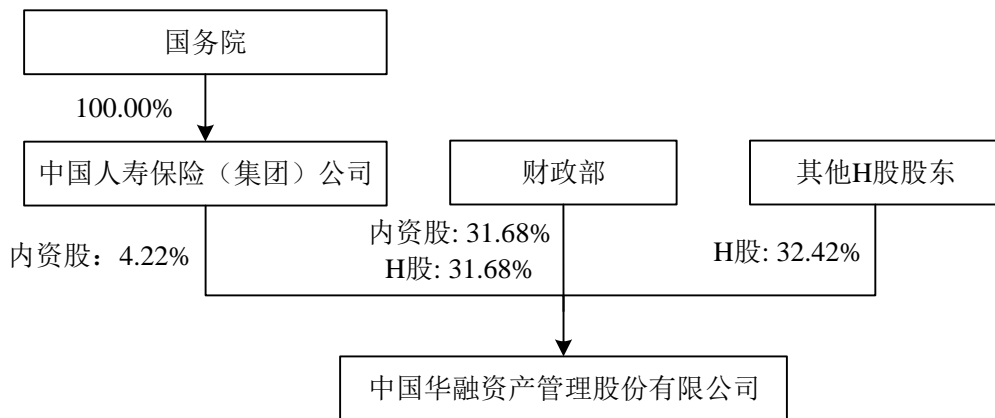 国务院
100.00%
中国人寿保险（集团）公司
财政部
其他H股股东
内资股：4.22%
内资股: 31.68%
H股: 31.68%
H股: 32.42%
中国华融资产管理股份有限公司